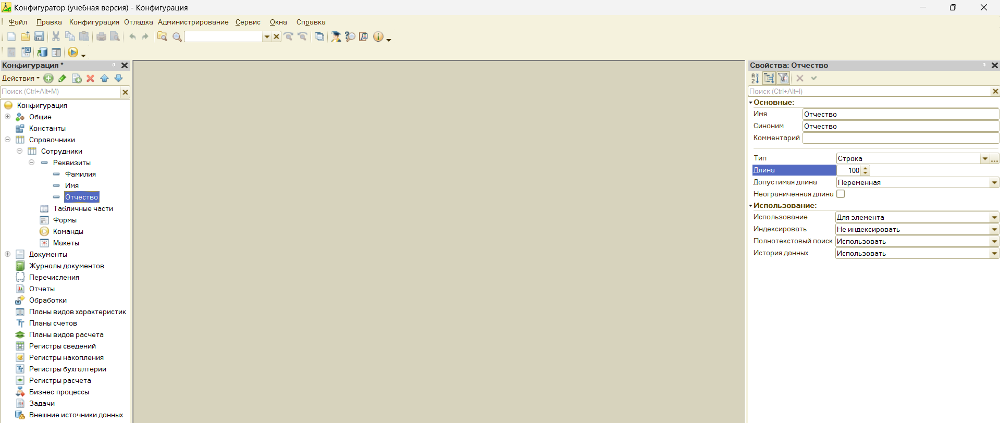 Конфигуратор (учебная версия) - Конфигурация
Файл Правка Конфигурация Отладка Администрирование Сервис Окна Справка
Конфигурация *
Действия
Поиск (Ctrl+Alt+M)
Конфигурация
Общие
Константы
Справочники
Сотрудники
Реквизиты
Фамилия
Имя
Отчество
Табличные части
Формы
Команды
Макеты
Документы
Журналы документов
Перечисления
Отчеты
Обработки
Планы видов характеристик
Планы счетов
Планы видов расчета
Регистры сведений
Регистры накопления
Регистры бухгалтерии
Регистры расчета
Бизнес-процессы
Задачи
Внешние источники данных
Свойства: Отчество
Поиск (Ctrl+Alt+I)
Основные:
Имя Отчество
Синоним Отчество
Комментарий
Тип Строка ...
Длина 100
Допустимая длина Переменная
Неограниченная длина
Использование:
Использование Для элемента
Индексировать Не индексировать
Полнотекстовый поиск Использовать
История данных Использовать